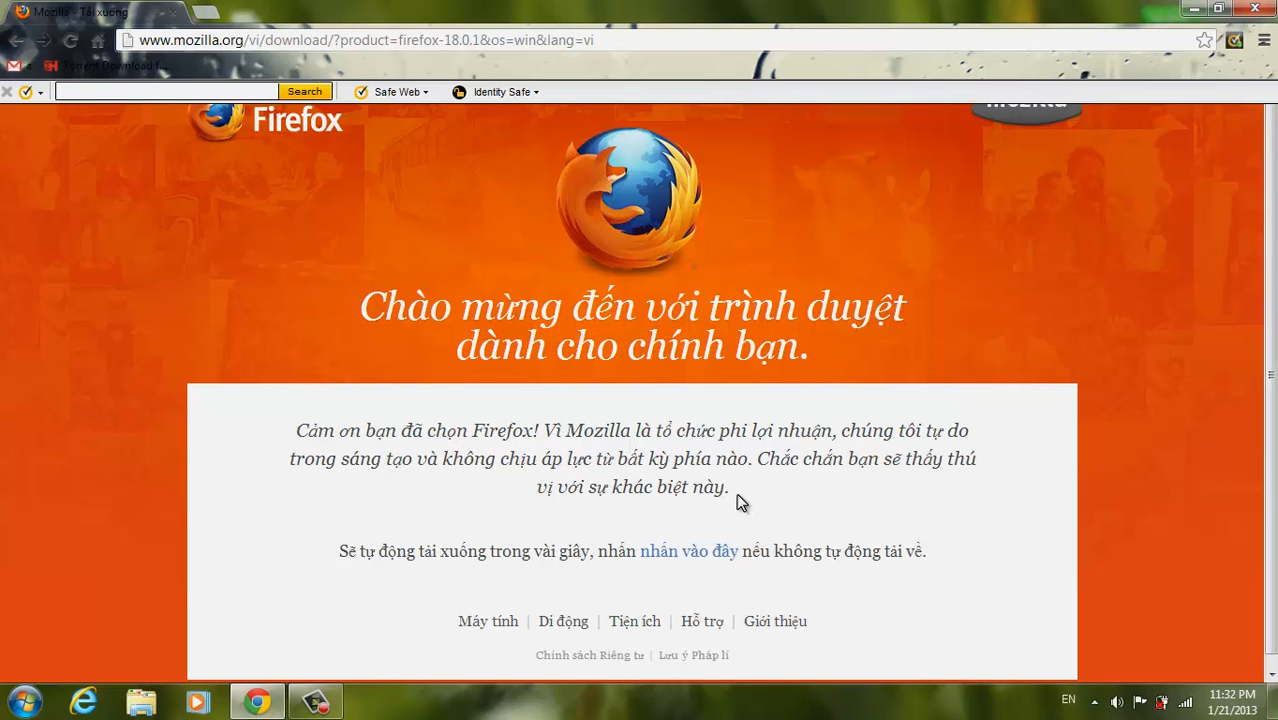 Mozilla - Tải xuống
www.mozilla.org/vi/download/?product=firefox-18.0.1&os=win&lang=vi
Torrent Download f...
Search
Safe Web
Identity Safe
Firefox
mozilla
Chào mừng đến với trình duyệt
dành cho chính bạn.
Cảm ơn bạn đã chọn Firefox! Vì Mozilla là tổ chức phi lợi nhuận, chúng tôi tự do
trong sáng tạo và không chịu áp lực từ bất kỳ phía nào. Chắc chắn bạn sẽ thấy thú
vị với sự khác biệt này.
Sẽ tự động tải xuống trong vài giây, nhấn nhấn vào đây nếu không tự động tải về.
Máy tính | Di động | Tiện ích | Hỗ trợ | Giới thiệu
Chính sách Riêng tư | Lưu ý Pháp lí
EN
11:32 PM
1/21/2013